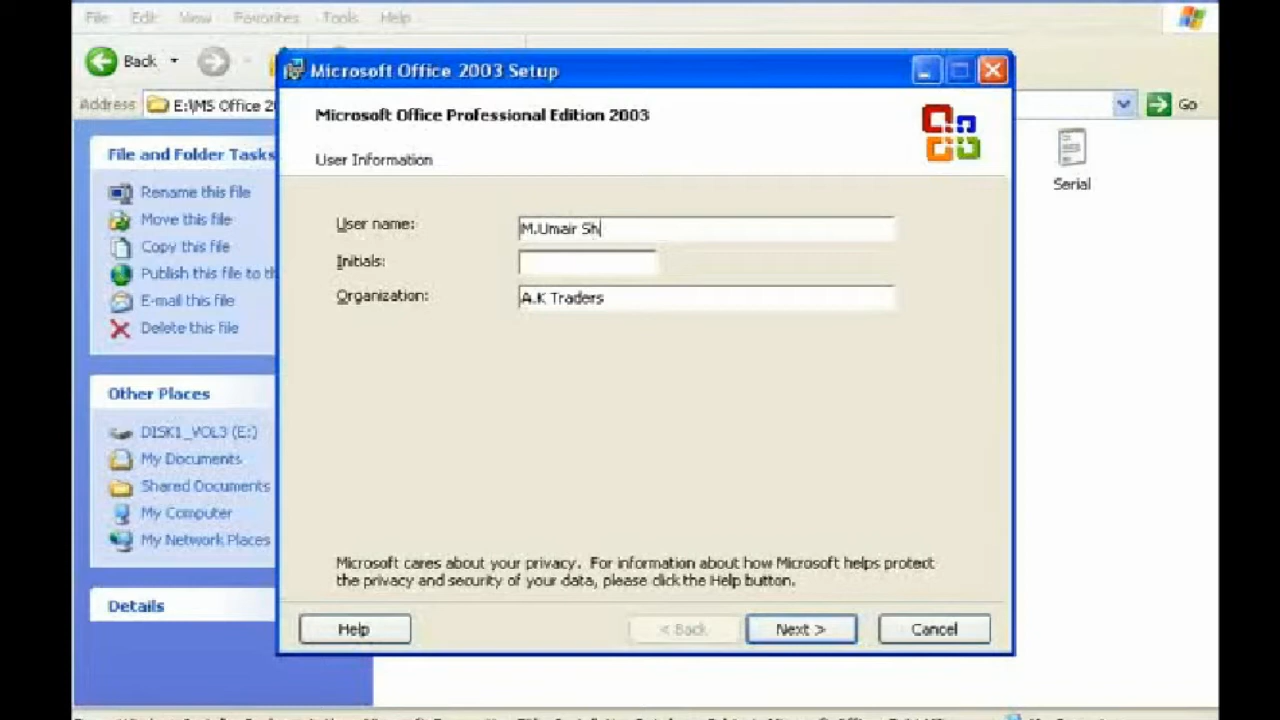 File Edit View Favorites Tools Help
Back
Microsoft Office 2003 Setup
Address E:\MS Office 2 Go
Microsoft Office Professional Edition 2003
File and Folder Tasks
User Information
Serial
Rename this file
Move this file
User name: M.Umair Sh
Copy this file
Initials:
Publish this file to th
Organization: A.K Traders
E-mail this file
Delete this file
Other Places
DISK1_VOL3 (E:)
My Documents
Shared Documents
My Computer
My Network Places
Microsoft cares about your privacy. For information about how Microsoft helps protect
the privacy and security of your data, please click the Help button.
Details
Help < Back Next > Cancel